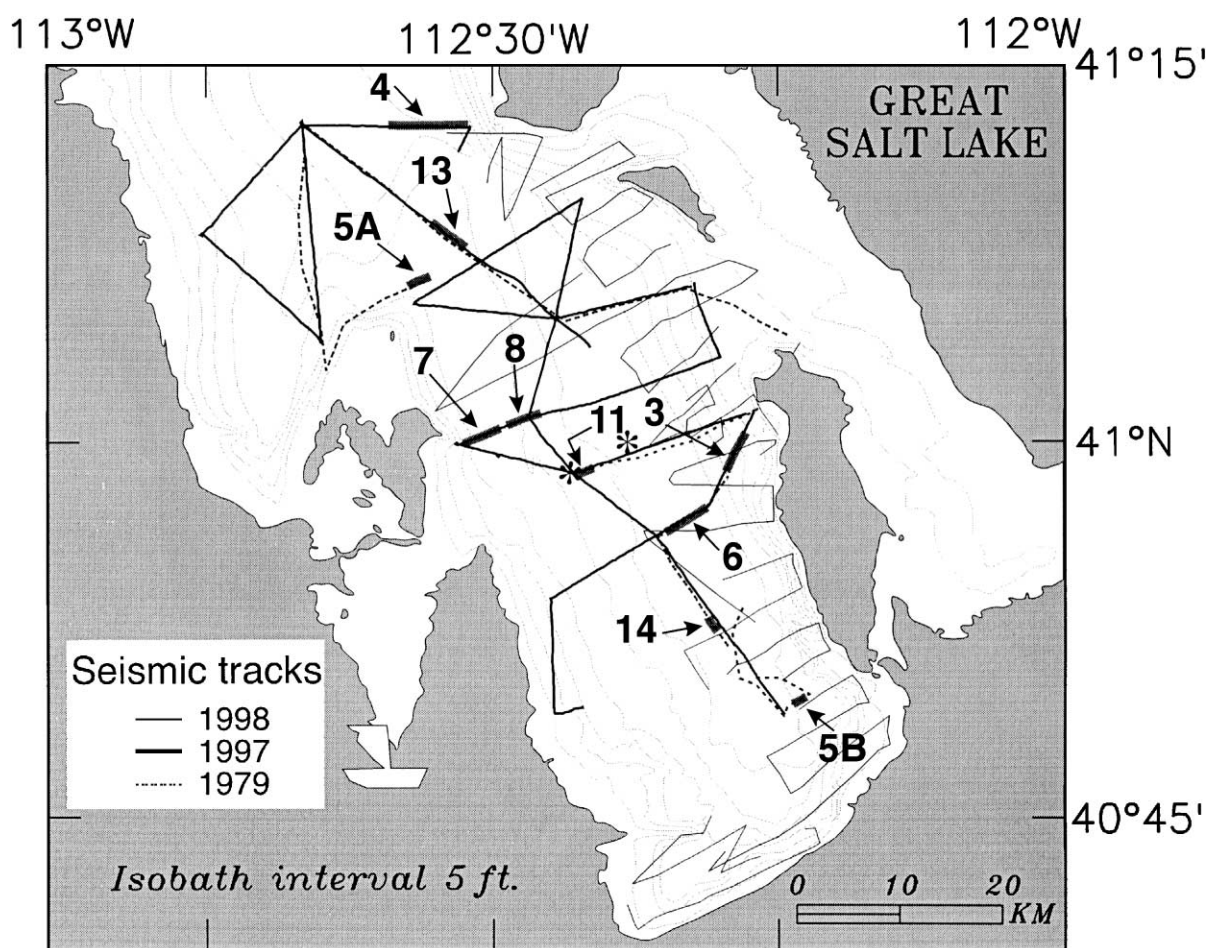 113°W 112°30'W 112°W
41°15'
GREAT
SALT LAKE
4
13
5A
7 8
11 3
41°N
6
14
Seismic tracks
1998
1997
1979
5B
40°45'
Isobath interval 5 ft.
0 10 20
KM